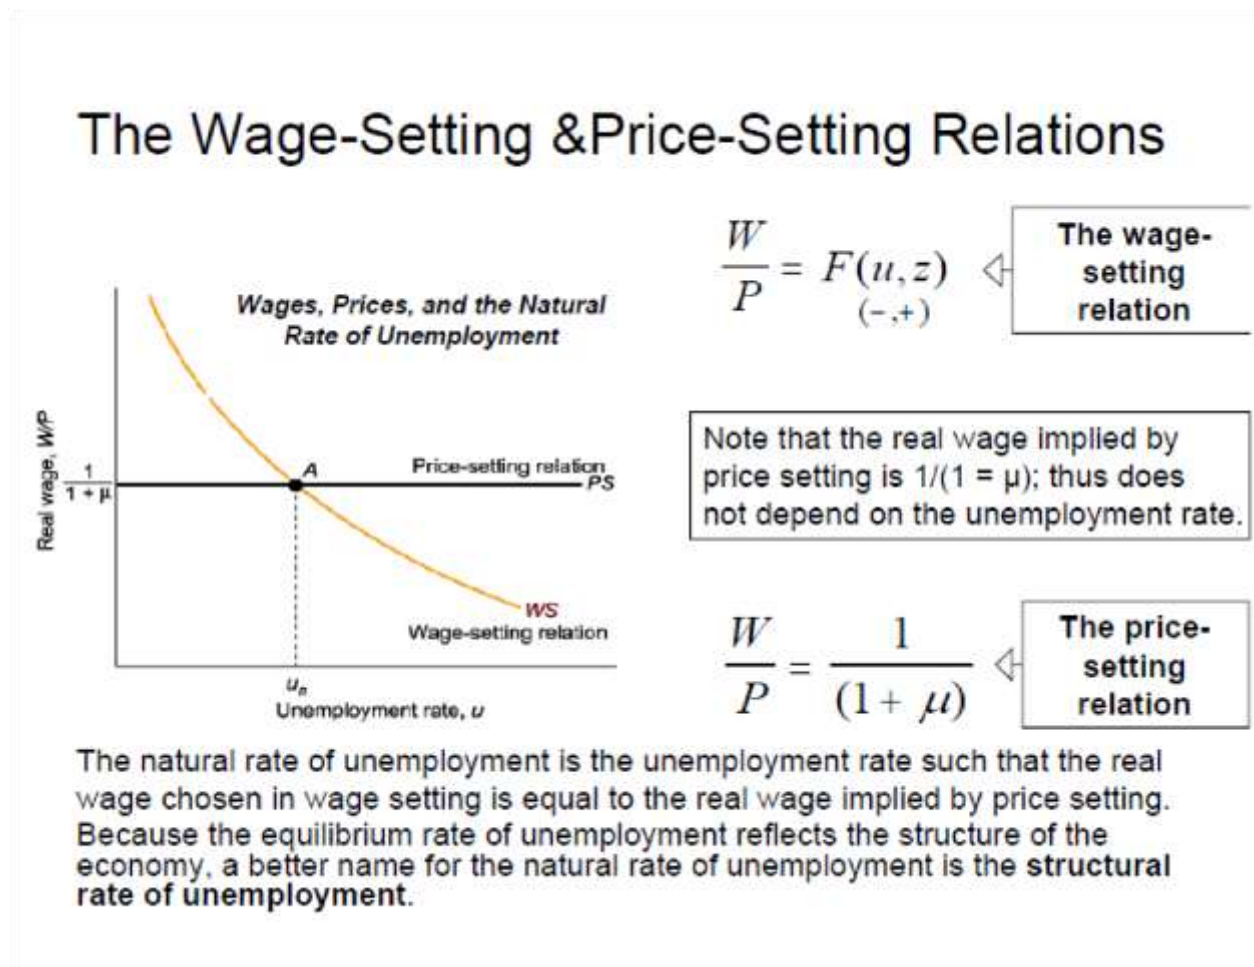 The Wage-Setting &Price-Setting Relations
Wages, Prices, and the Natural
Rate of Unemployment
Real wage, W/P
1
1 + μ
A
Price-setting relation
PS
WS
Wage-setting relation
uₙ
Unemployment rate, u
W
P
= F(u, z)
(−,+)
The wage-
setting
relation
Note that the real wage implied by
price setting is 1/(1 = μ); thus does
not depend on the unemployment rate.
W
P
=
1
(1 + μ)
The price-
setting
relation
The natural rate of unemployment is the unemployment rate such that the real
wage chosen in wage setting is equal to the real wage implied by price setting.
Because the equilibrium rate of unemployment reflects the structure of the
economy, a better name for the natural rate of unemployment is the structural
rate of unemployment.